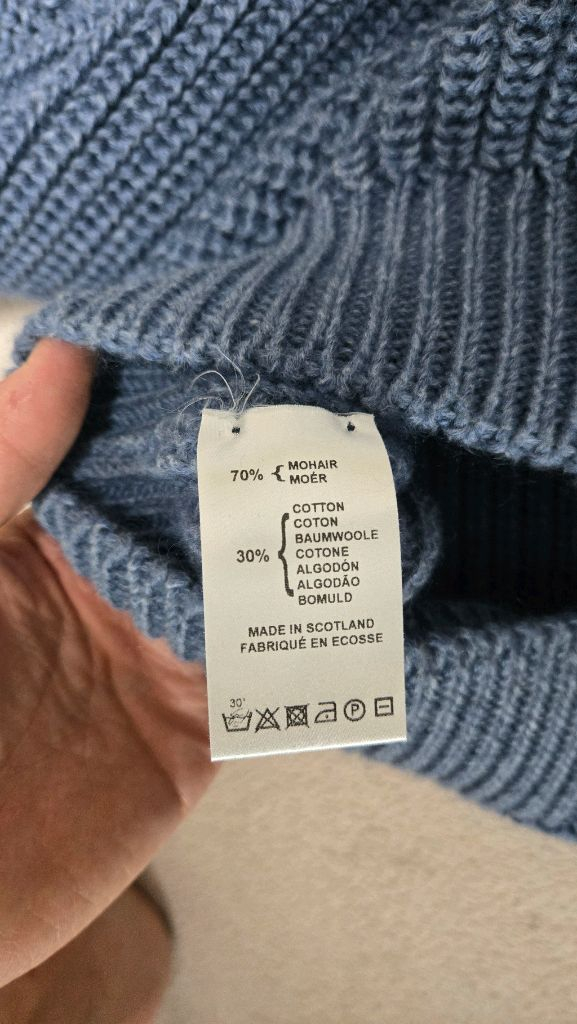 70% { MOHAIR
MOÉR
30% { COTTON
COTON
BAUMWOOLE
COTONE
ALGODÓN
ALGODÃO
BOMULD
MADE IN SCOTLAND
FABRIQUÉ EN ECOSSE
30°
P